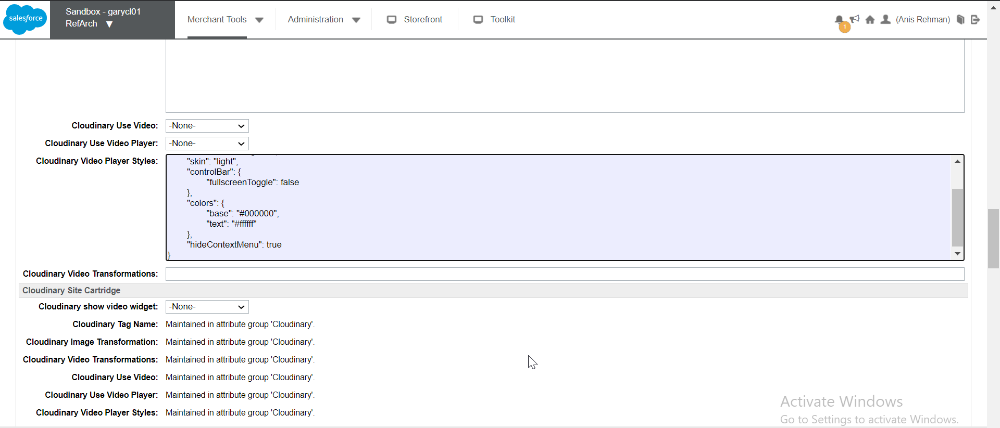 salesforce
Sandbox - garycl01
RefArch
Merchant Tools
Administration
Storefront
Toolkit
1
(Anis Rehman)
Cloudinary Use Video: -None-
Cloudinary Use Video Player: -None-
Cloudinary Video Player Styles:
"skin": "light",
"controlBar": {
"fullscreenToggle": false
},
"colors": {
"base": "#000000",
"text": "#ffffff"
},
"hideContextMenu": true
}
Cloudinary Video Transformations:
Cloudinary Site Cartridge
Cloudinary show video widget: -None-
Cloudinary Tag Name: Maintained in attribute group 'Cloudinary'.
Cloudinary Image Transformation: Maintained in attribute group 'Cloudinary'.
Cloudinary Video Transformations: Maintained in attribute group 'Cloudinary'.
Cloudinary Use Video: Maintained in attribute group 'Cloudinary'.
Cloudinary Use Video Player: Maintained in attribute group 'Cloudinary'.
Cloudinary Video Player Styles: Maintained in attribute group 'Cloudinary'.
Activate Windows
Go to Settings to activate Windows.